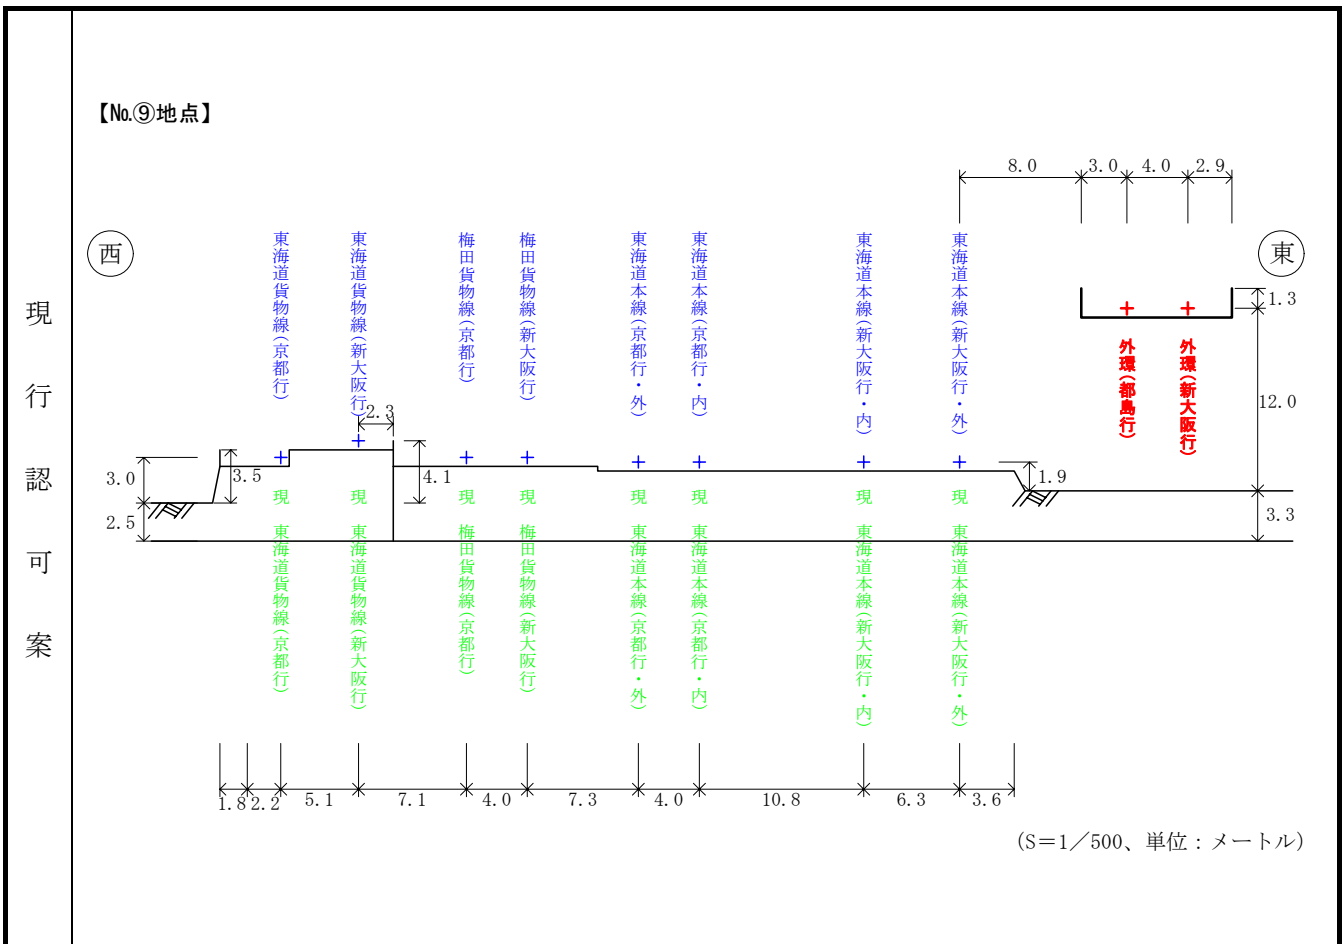 現行認可案
【No.⑨地点】
8.0
3.0
4.0
2.9
西
東
東海道貨物線(京都行)
東海道貨物線(新大阪行)
梅田貨物線(京都行)
梅田貨物線(新大阪行)
東海道本線(京都行・外)
東海道本線(京都行・内)
東海道本線(新大阪行・内)
東海道本線(新大阪行・外)
1.3
外環(都島行)
外環(新大阪行)
12.0
2.3
3.0
3.5
4.1
1.9
2.5
3.3
現 東海道貨物線(京都行)
現 東海道貨物線(新大阪行)
現 梅田貨物線(京都行)
現 梅田貨物線(新大阪行)
現 東海道本線(京都行・外)
現 東海道本線(京都行・内)
現 東海道本線(新大阪行・内)
現 東海道本線(新大阪行・外)
1.8
2.2
5.1
7.1
4.0
7.3
4.0
10.8
6.3
3.6
(S=1/500、単位：メートル)